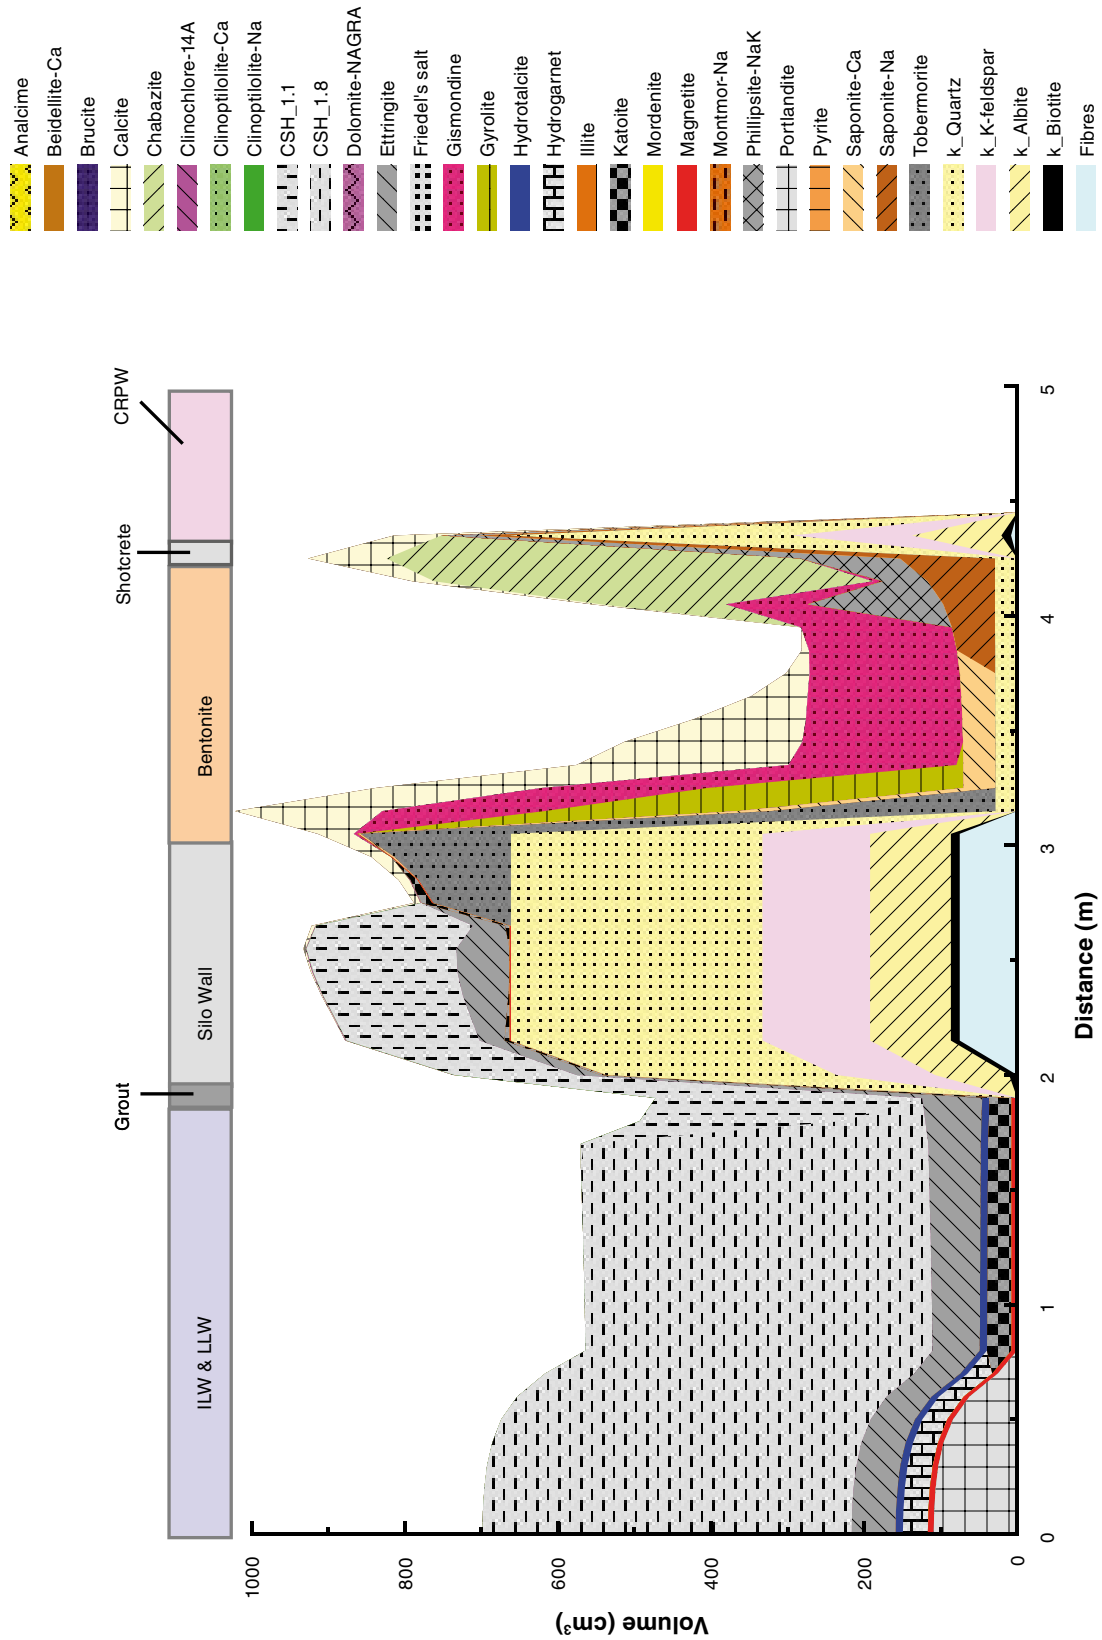 Analcime
Beidellite-Ca
Brucite
Calcite
Chabazite
Clinochlore-14A
Clinoptilolite-Ca
Clinoptilolite-Na
CSH_1.1
CSH_1.8
Dolomite-NAGRA
Ettringite
Friedel's salt
Gismondine
Gyrolite
Hydrotalcite
Hydrogarnet
Illite
Katoite
Mordenite
Magnetite
Montmor-Na
Phillipsite-NaK
Portlandite
Pyrite
Saponite-Ca
Saponite-Na
Tobermorite
k_Quartz
k_K-feldspar
k_Albite
k_Biotite
Fibres
Grout
Shotcrete
CRPW
ILW & LLW
Silo Wall
Bentonite
1000
800
600
400
200
0
Volume (cm³)
0
1
2
3
4
5
Distance (m)